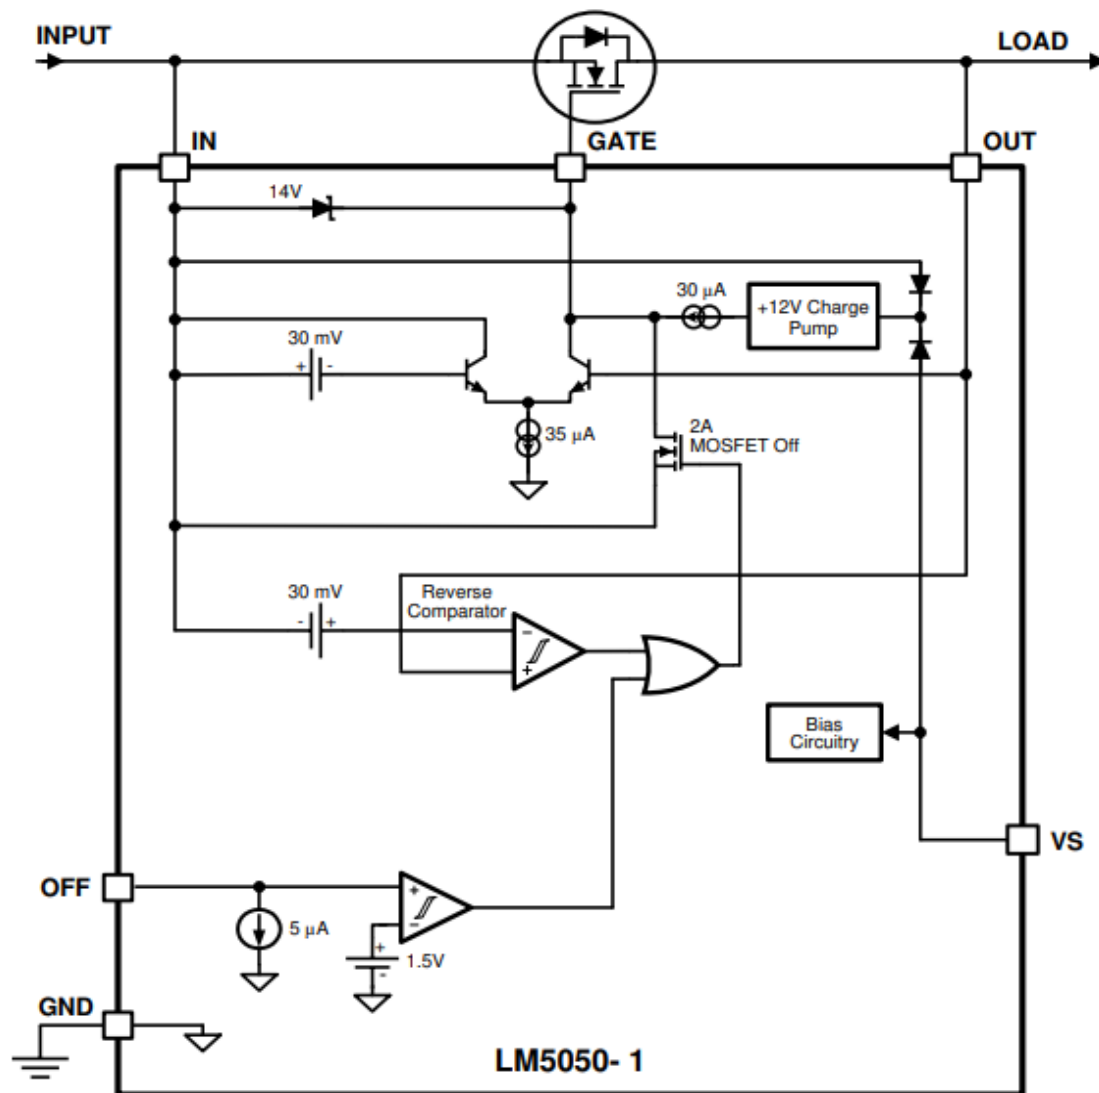 INPUT
LOAD
IN
GATE
OUT
14V
30 µA
+12V Charge
Pump
30 mV
+ -
35 µA
2A
MOSFET Off
30 mV
- +
Reverse
Comparator
-
+
Bias
Circuitry
VS
OFF
+
-
5 µA
+
1.5V
-
GND
LM5050- 1